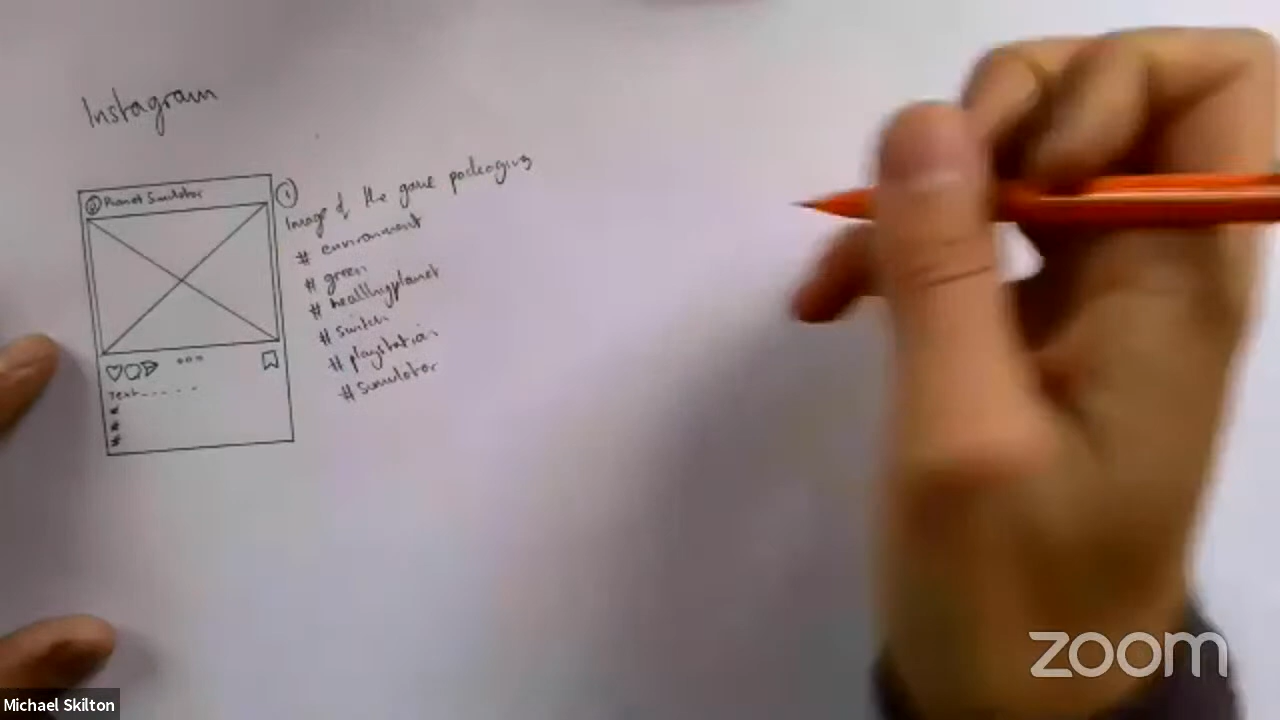 Instagram
Planet Simulator
1
Image of the game packaging
# environment
# green
# healthyplanet
# switch
# playstation
# Simulator
Text.....
#
#
#
zoom
Michael Skilton